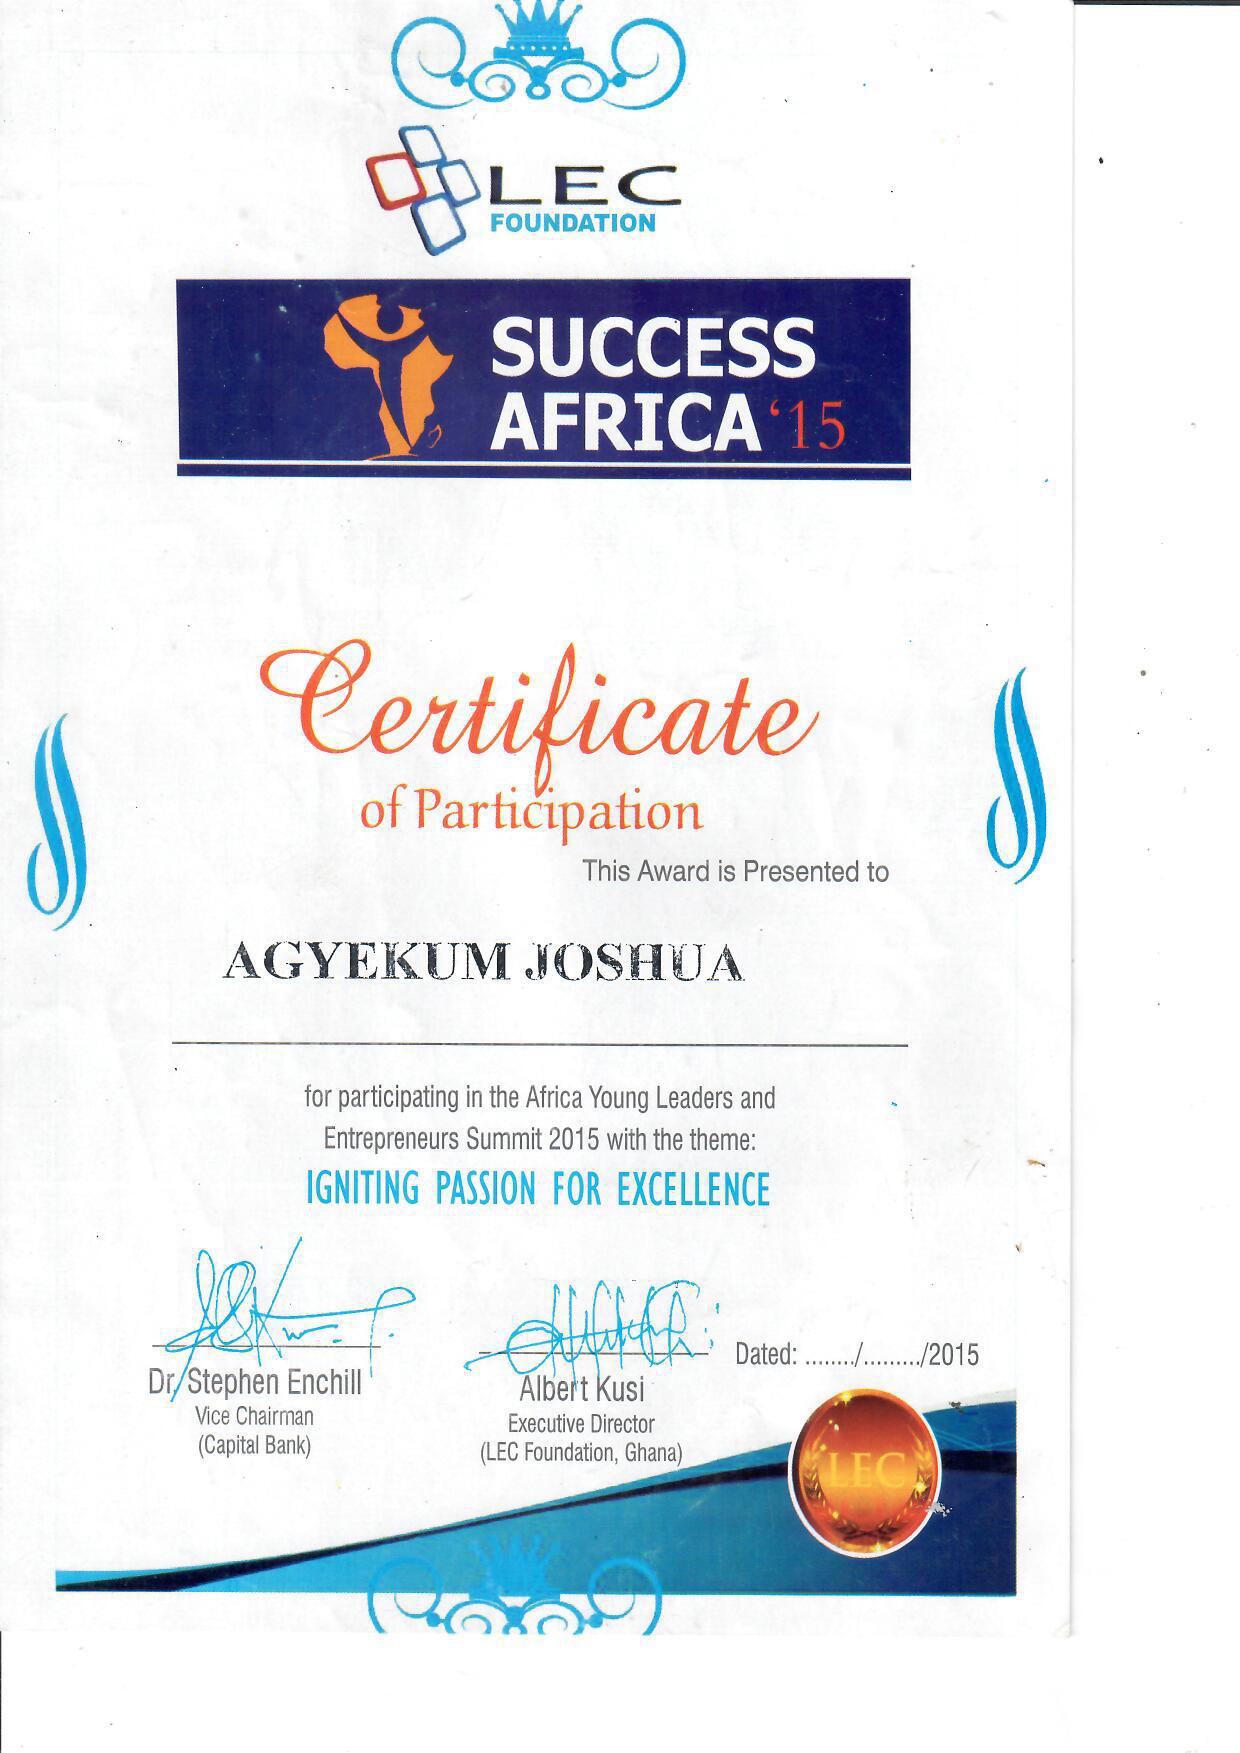 LEC
FOUNDATION
SUCCESS
AFRICA '15
Certificate
of Participation
This Award is Presented to
AGYEKUM JOSHUA
for participating in the Africa Young Leaders and
Entrepreneurs Summit 2015 with the theme:
IGNITING PASSION FOR EXCELLENCE
Dated: ......../........./2015
Dr. Stephen Enchill
Vice Chairman
(Capital Bank)
Albert Kusi
Executive Director
(LEC Foundation, Ghana)
LEC